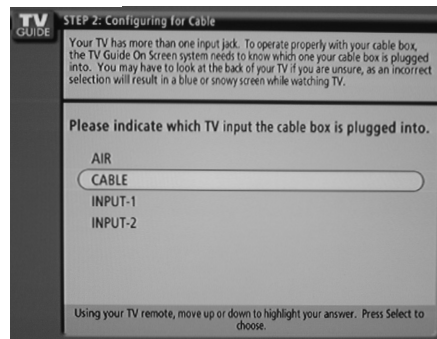 TV
GUIDE
STEP 2: Configuring for Cable
Your TV has more than one input jack. To operate properly with your cable box,
the TV Guide On Screen system needs to know which one your cable box is plugged
into. You may have to look at the back of your TV if you are unsure, as an incorrect
selection will result in a blue or snowy screen while watching TV.
Please indicate which TV input the cable box is plugged into.
AIR
CABLE
INPUT-1
INPUT-2
Using your TV remote, move up or down to highlight your answer. Press Select to
choose.